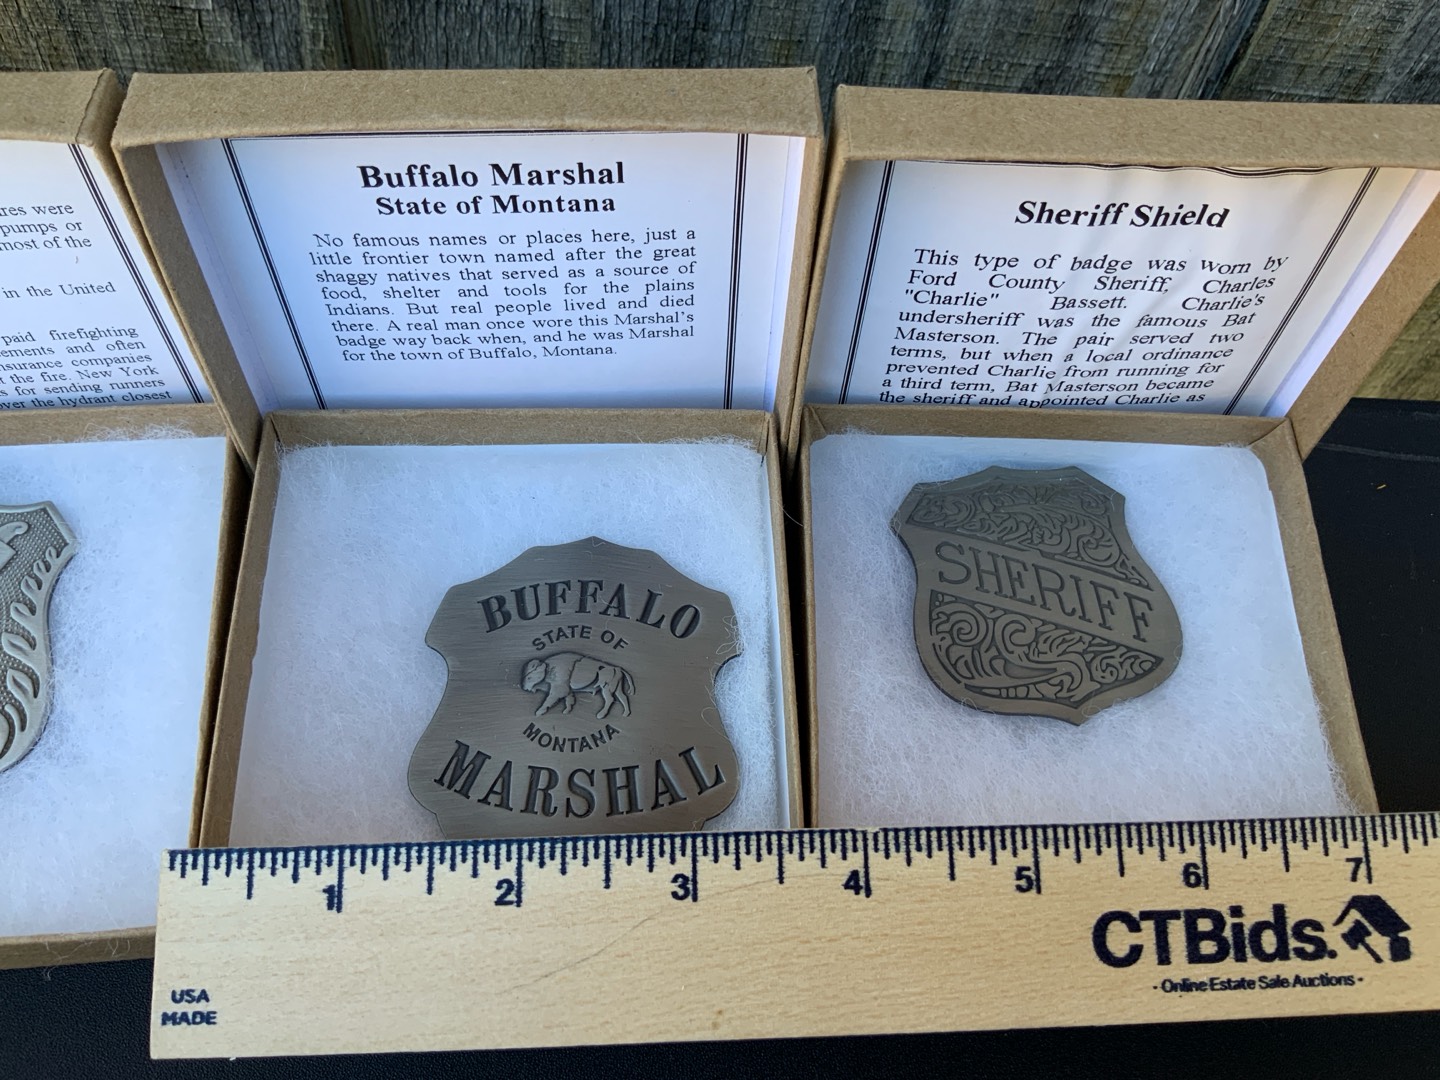 pumps or
most of the
in the United
paid firefighting
and often
companies
the fire. New York
for sending runners
the hydrant closest
Buffalo Marshal
State of Montana
No famous names or places here, just a
little frontier town named after the great
shaggy natives that served as a source of
food, shelter and tools for the plains
Indians. But real people lived and died
there. A real man once wore this Marshal's
badge way back when, and he was Marshal
for the town of Buffalo, Montana.
Sheriff Shield
This type of badge was worn by
Ford County Sheriff, Charles
"Charlie" Bassett. Charlie's
undersheriff was the famous Bat
Masterson. The pair served two
terms, but when a local ordinance
prevented Charlie from running for
a third term, Bat Masterson became
the sheriff and appointed Charlie as
BUFFALO
STATE OF
MONTANA
MARSHAL
SHERIFF
1 2 3 4 5 6 7
CTBids.
- Online Estate Sale Auctions -
USA
MADE